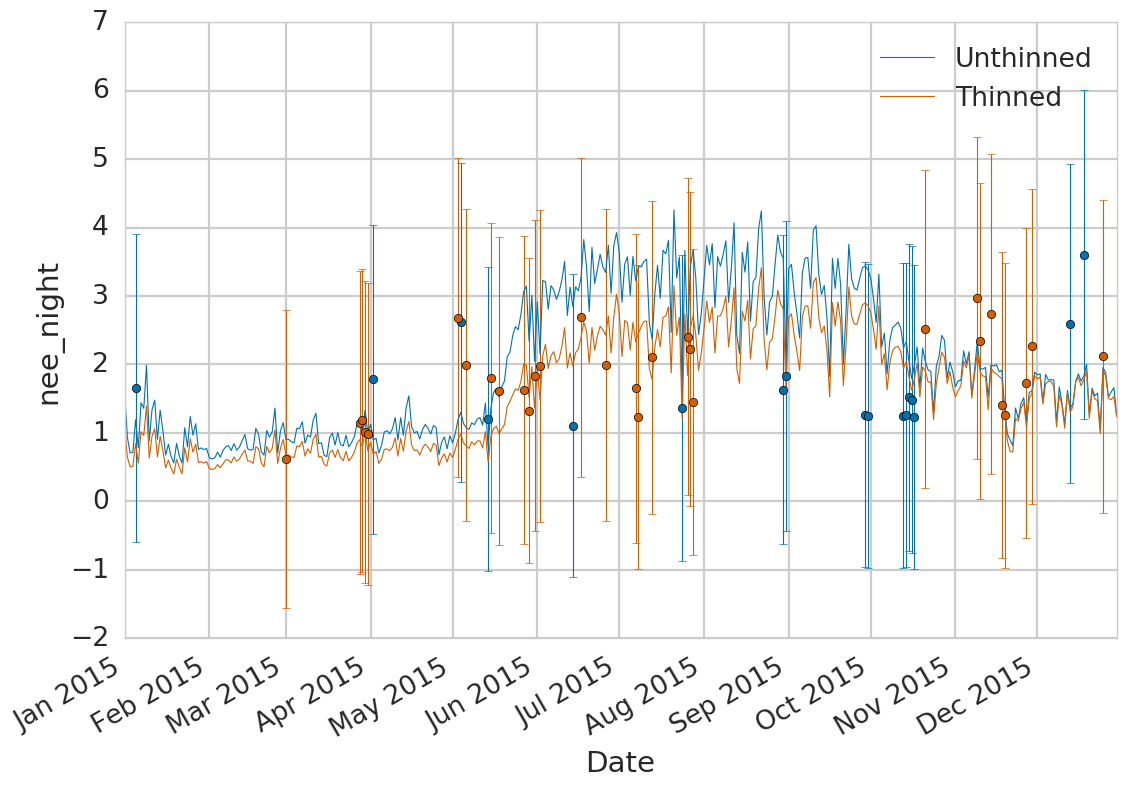 7
6
5
4
3
2
1
0
−1
−2
nee_night
Unthinned
Thinned
Jan 2015
Feb 2015
Mar 2015
Apr 2015
May 2015
Jun 2015
Jul 2015
Aug 2015
Sep 2015
Oct 2015
Nov 2015
Dec 2015
Date